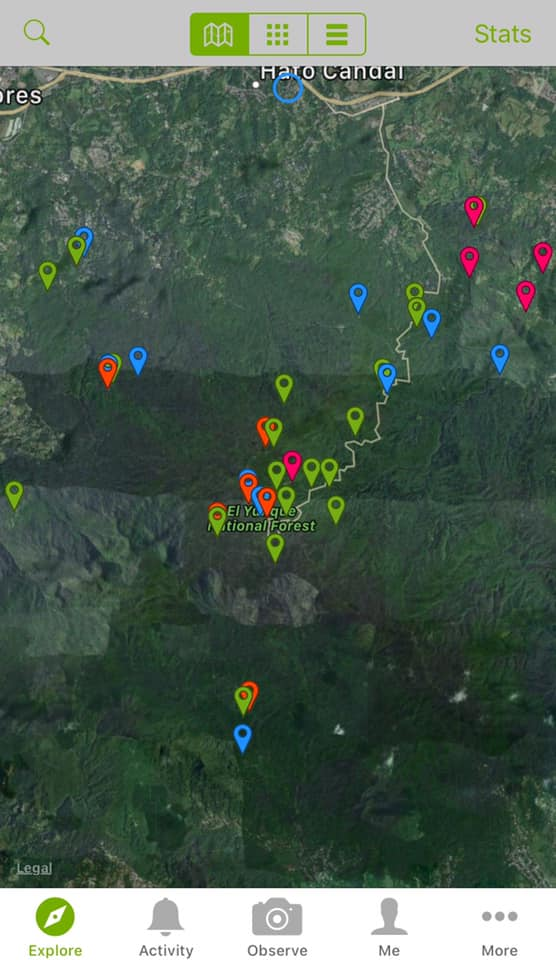 Stats
Hato Candal
ores
El Yunque
National Forest
Legal
Explore
Activity
Observe
Me
More